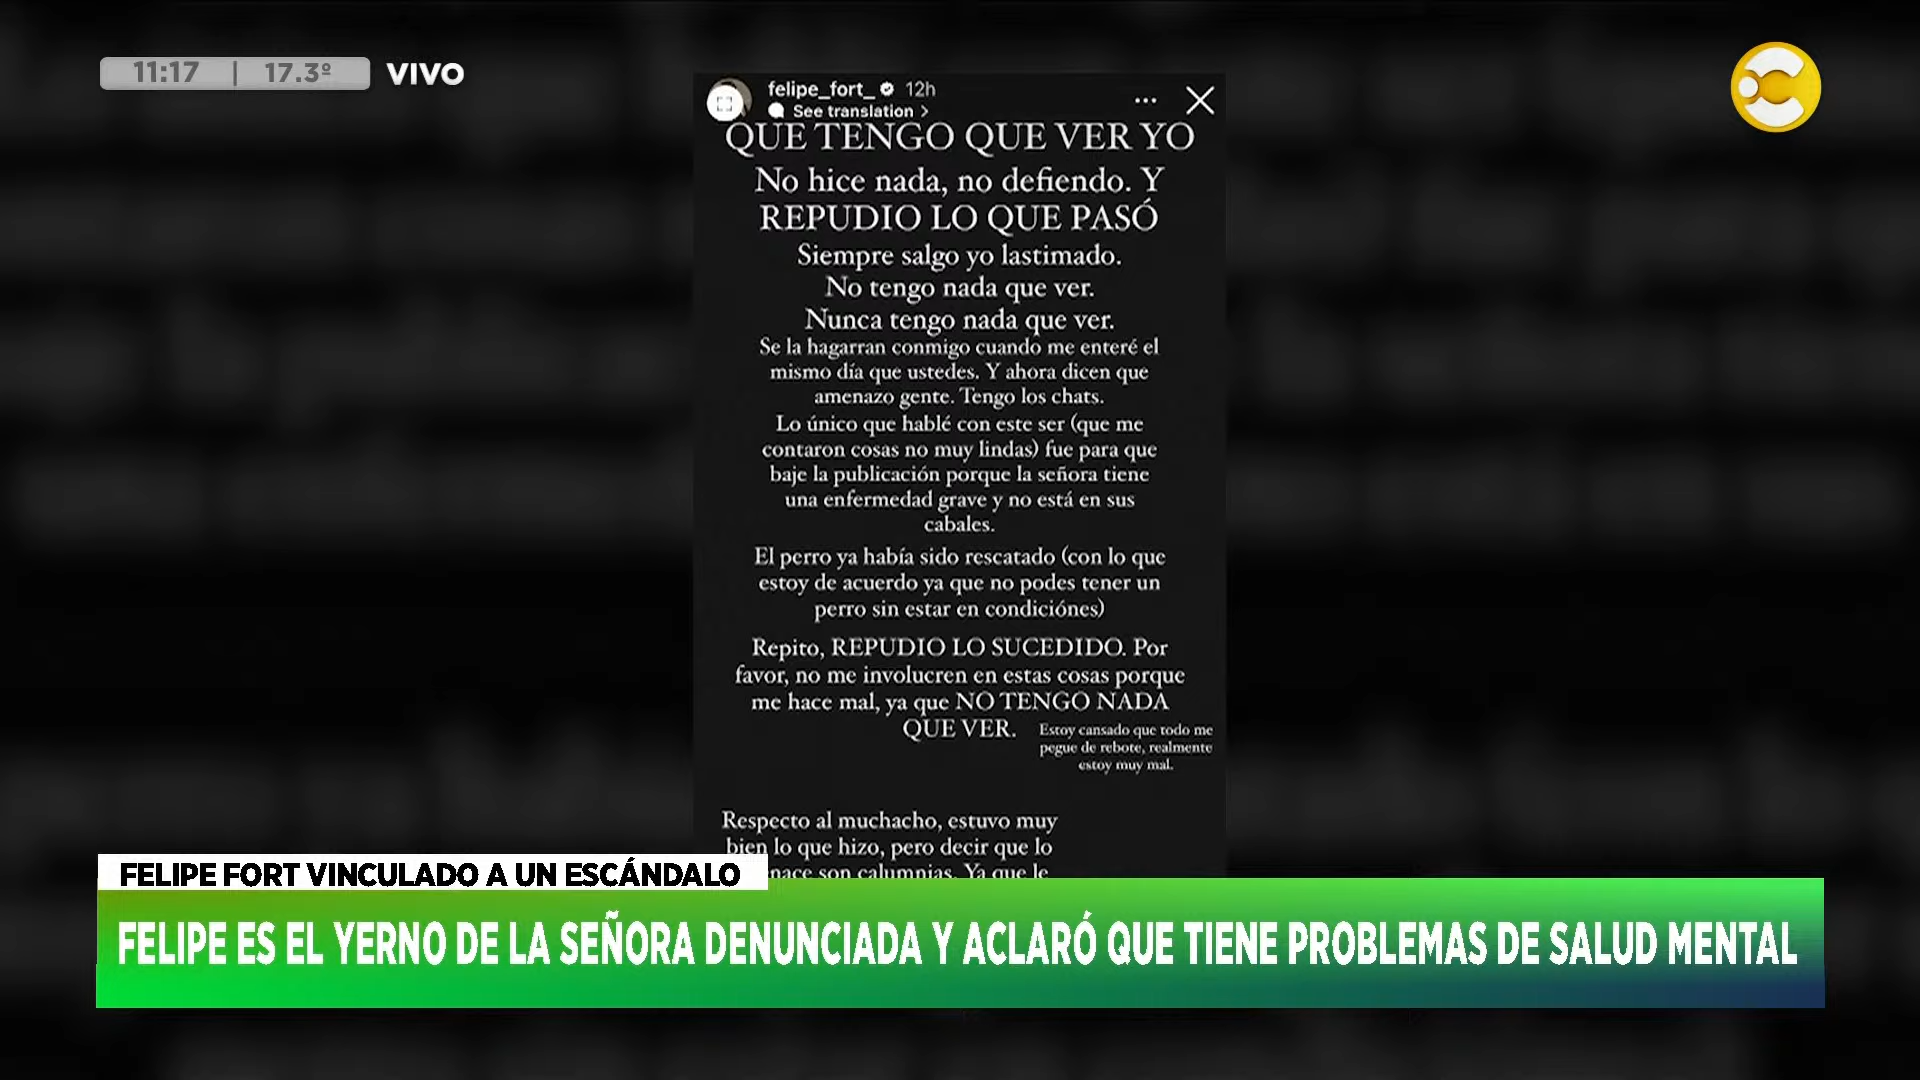 11:17 | 17.3º VIVO
felipe_fort_ 12h
See translation >
QUE TENGO QUE VER YO
No hice nada, no defiendo. Y
REPUDIO LO QUE PASÓ
Siempre salgo yo lastimado.
No tengo nada que ver.
Nunca tengo nada que ver.
Se la hagarran conmigo cuando me enteré el
mismo día que ustedes. Y ahora dicen que
amenazo gente. Tengo los chats.
Lo único que hablé con este ser (que me
contaron cosas no muy lindas) fue para que
baje la publicación porque la señora tiene
una enfermedad grave y no está en sus
cabales.
El perro ya había sido rescatado (con lo que
estoy de acuerdo ya que no podes tener un
perro sin estar en condiciónes)
Repito, REPUDIO LO SUCEDIDO. Por
favor, no me involucren en estas cosas porque
me hace mal, ya que NO TENGO NADA
QUE VER.
Estoy cansado que todo me
pegue de rebote, realmente
estoy muy mal.
Respecto al muchacho, estuvo muy
bien lo que hizo, pero decir que lo
son calumnias. Ya que le
FELIPE FORT VINCULADO A UN ESCÁNDALO
FELIPE ES EL YERNO DE LA SEÑORA DENUNCIADA Y ACLARÓ QUE TIENE PROBLEMAS DE SALUD MENTAL